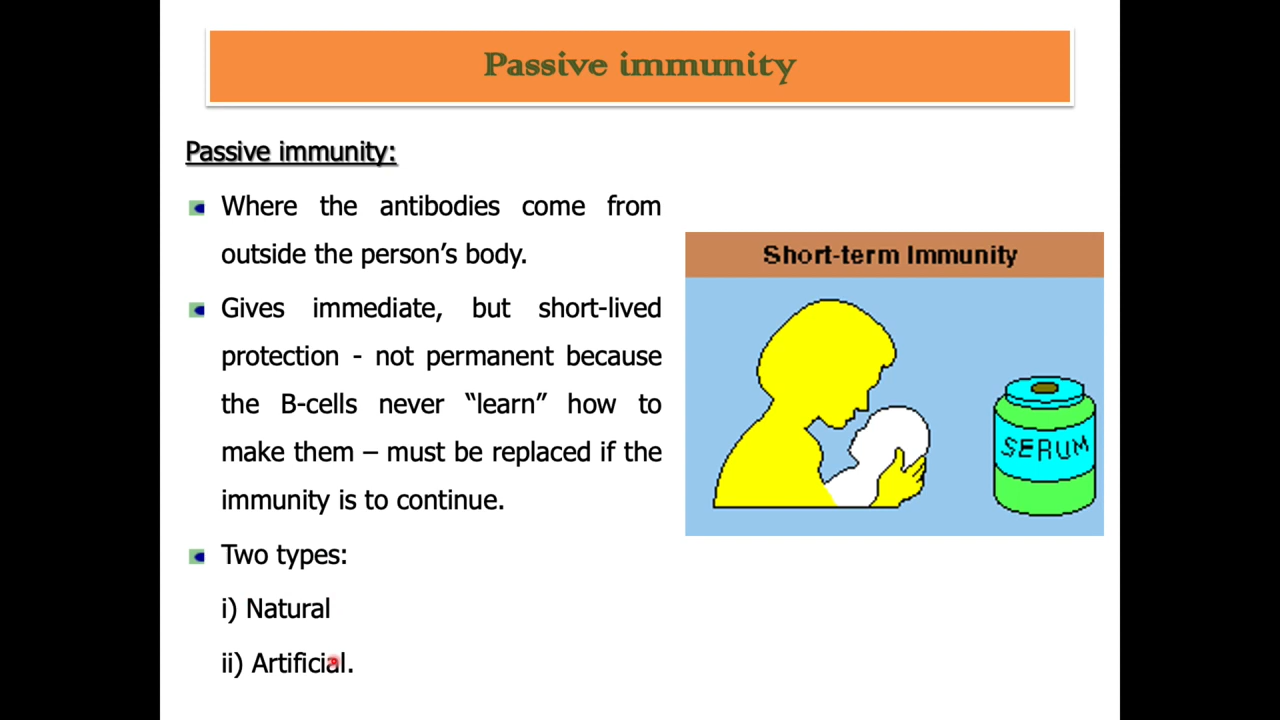 Passive immunity
Passive immunity:
Where the antibodies come from
outside the person’s body.
Gives immediate, but short-lived
protection - not permanent because
the B-cells never “learn” how to
make them – must be replaced if the
immunity is to continue.
Two types:
i) Natural
ii) Artificial.
Short-term Immunity
SERUM